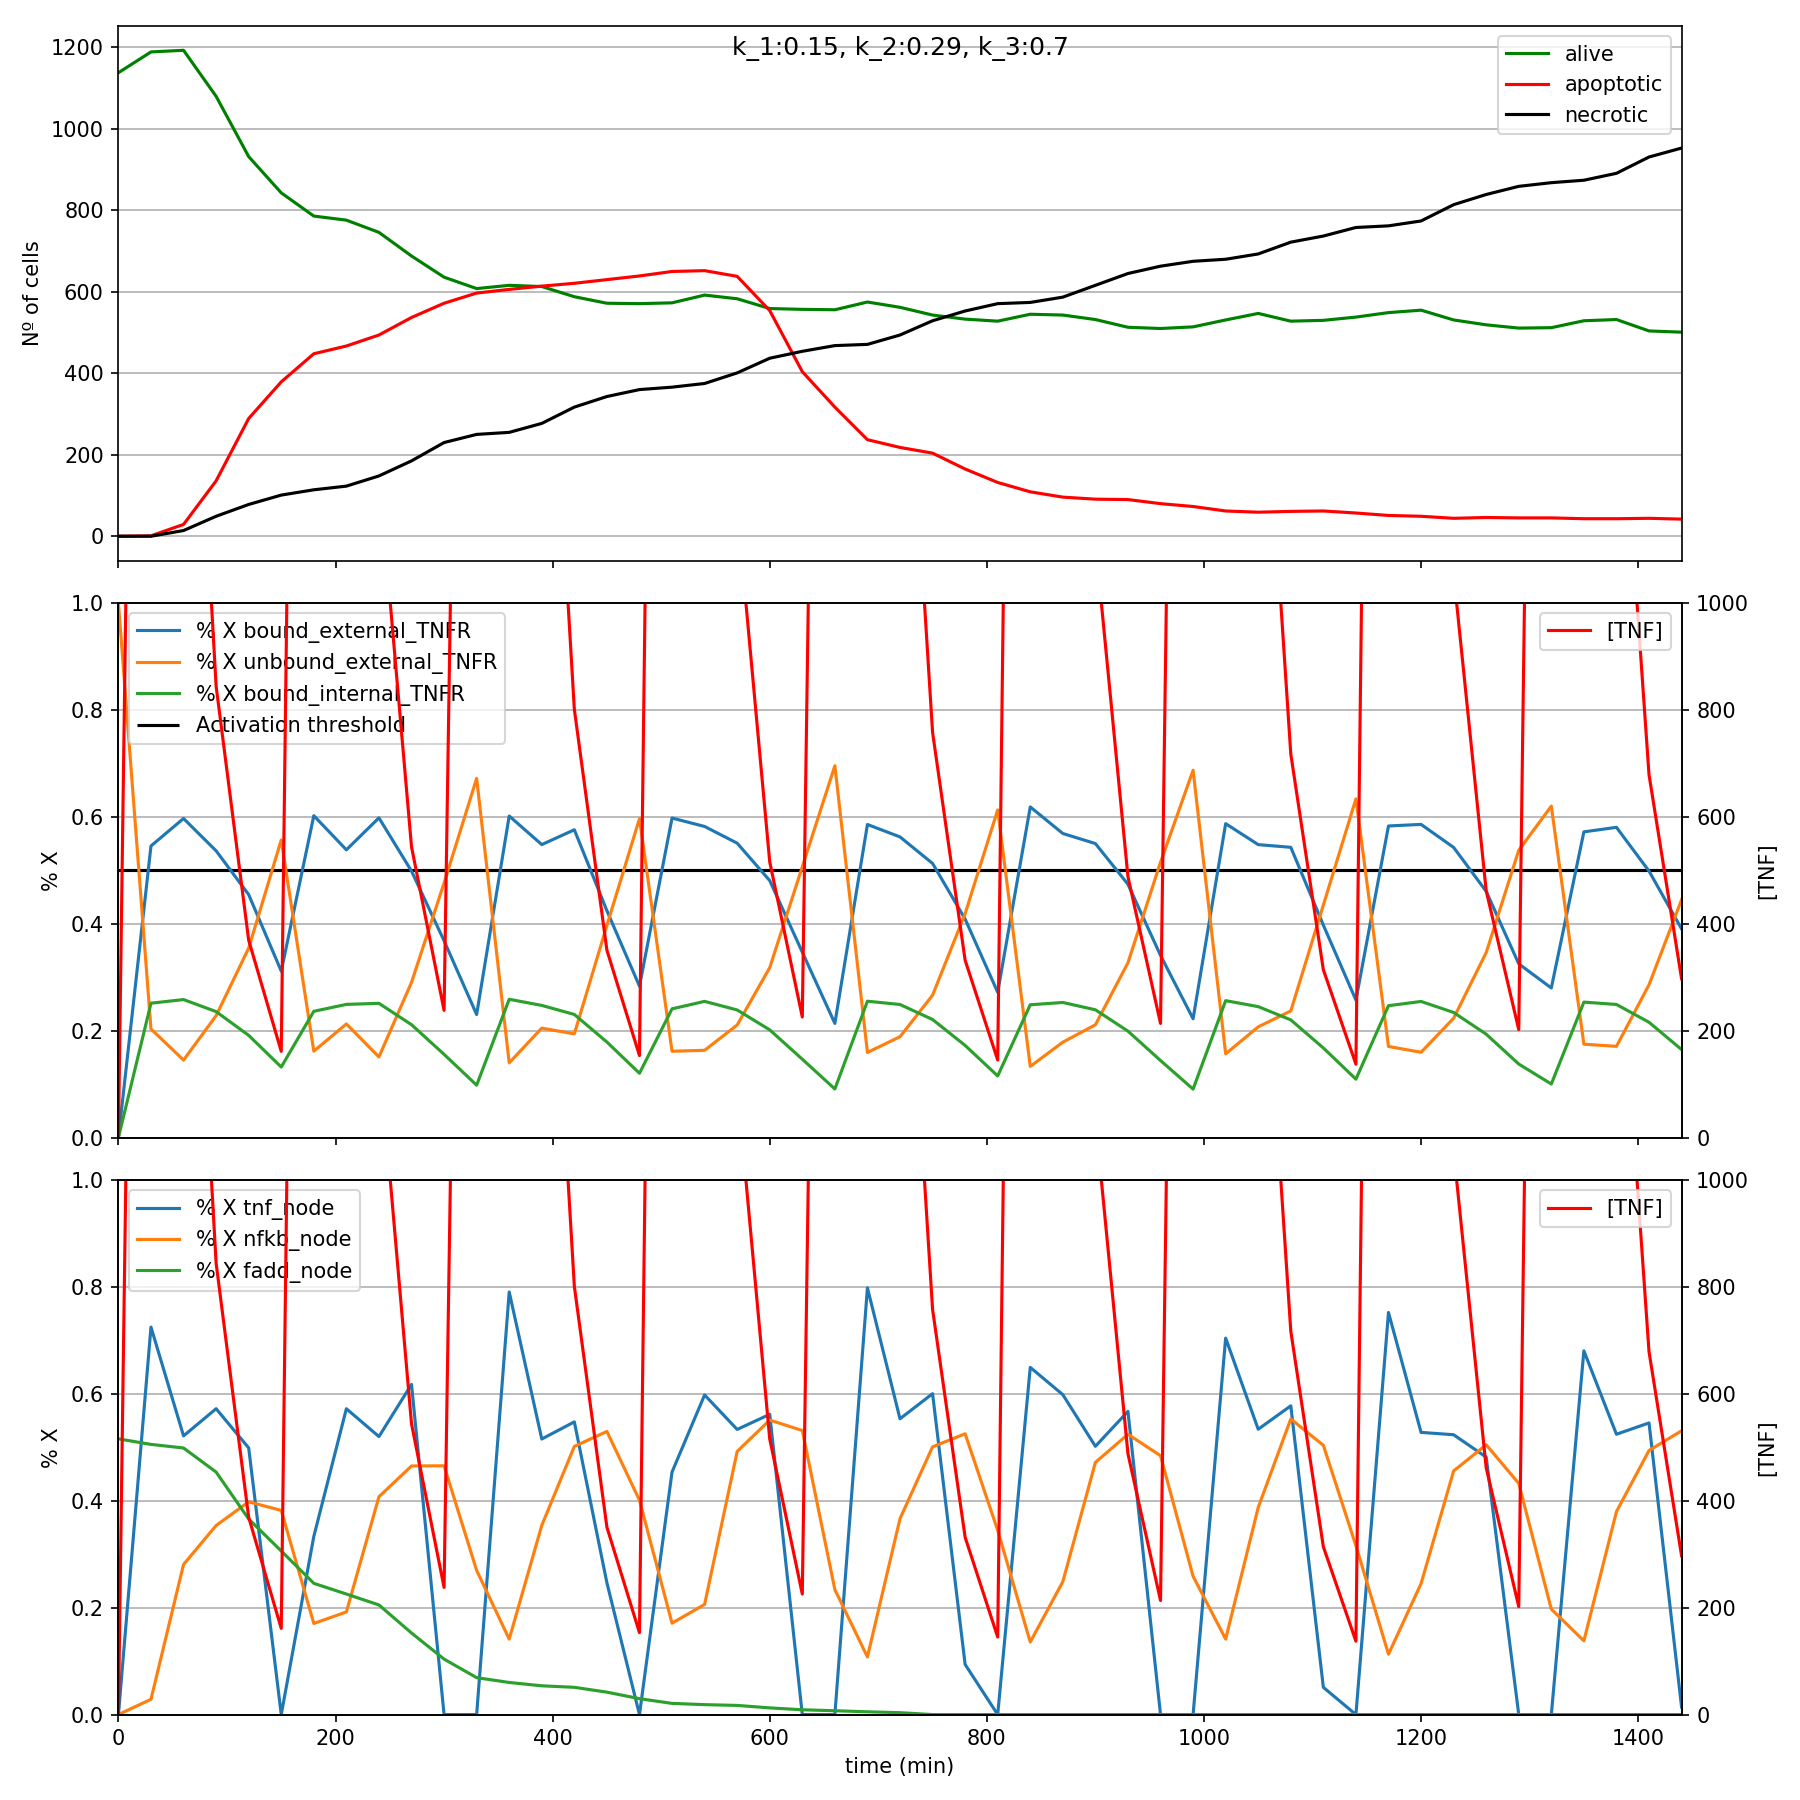 k_1:0.15, k_2:0.29, k_3:0.7
alive
apoptotic
necrotic
1200
1000
800
600
400
200
0
Nº of cells
% X bound_external_TNFR
% X unbound_external_TNFR
% X bound_internal_TNFR
Activation threshold
[TNF]
1.0
0.8
0.6
0.4
0.2
0.0
% X
1000
800
600
400
200
0
[TNF]
% X tnf_node
% X nfkb_node
% X fadd_node
[TNF]
1.0
0.8
0.6
0.4
0.2
0.0
% X
1000
800
600
400
200
0
[TNF]
0 200 400 600 800 1000 1200 1400
time (min)